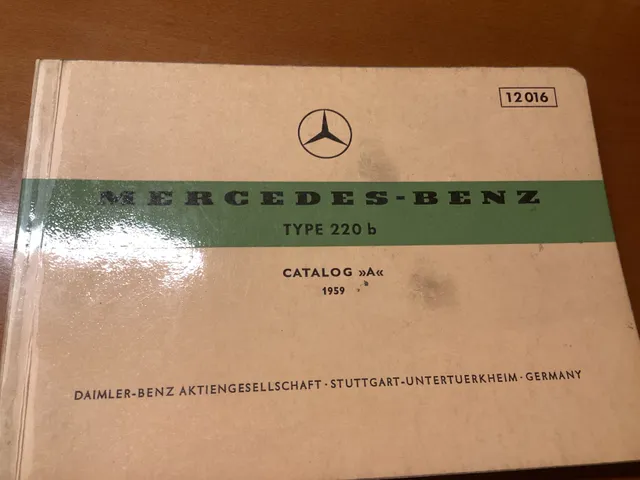 12016
MERCEDES-BENZ
TYPE 220 b
CATALOG »A«
1959
DAIMLER-BENZ AKTIENGESELLSCHAFT · STUTTGART-UNTERTUERKHEIM · GERMANY